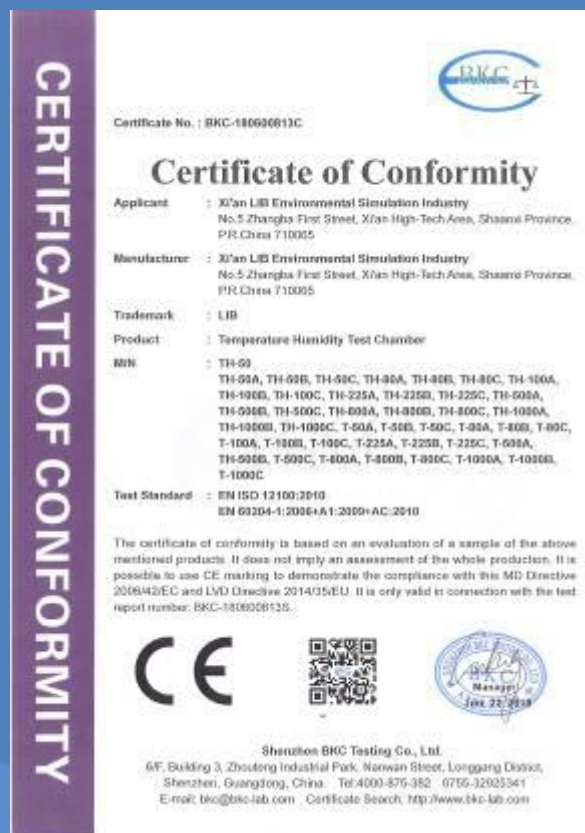 CERTIFICATE OF CONFORMITY
BKC
Certificate No. : BKC-180600813C
Certificate of Conformity
Applicant : Xi'an LIB Environmental Simulation Industry
No.5 Zhangba First Street, Xi'an High-Tech Area, Shaanxi Province,
P.R.China 710065
Manufacturer : Xi'an LIB Environmental Simulation Industry
No.5 Zhangba First Street, Xi'an High-Tech Area, Shaanxi Province,
P.R.China 710065
Trademark : LIB
Product : Temperature Humidity Test Chamber
M/N : TH-50
TH-50A, TH-50B, TH-50C, TH-80A, TH-80B, TH-80C, TH-100A,
TH-100B, TH-100C, TH-225A, TH-225B, TH-225C, TH-500A,
TH-500B, TH-500C, TH-800A, TH-800B, TH-800C, TH-1000A,
TH-1000B, TH-1000C, T-50A, T-50B, T-50C, T-80A, T-80B, T-80C,
T-100A, T-100B, T-100C, T-225A, T-225B, T-225C, T-500A,
TH-500B, T-500C, T-800A, T-800B, T-800C, T-1000A, T-1000B,
T-1000C
Test Standard : EN ISO 12100:2010
EN 60204-1:2006+A1:2009+AC:2010
The certificate of conformity is based on an evaluation of a sample of the above
mentioned products. It does not imply an assessment of the whole production. It is
possible to use CE marking to demonstrate the compliance with this MD Directive
2006/42/EC and LVD Directive 2014/35/EU. It is only valid in connection with the test
report number: BKC-180600813S.
CE
BKC
Manager
June 22, 2018
Shenzhen BKC Testing Co., Ltd.
6/F, Building 3, Zhouteng Industrial Park, Nanwan Street, Longgang District,
Shenzhen, Guangdong, China. Tel:4000-875-382 0755-32925341
E-mail: bkc@bkc-lab.com Certificate Search: http://www.bkc-lab.com